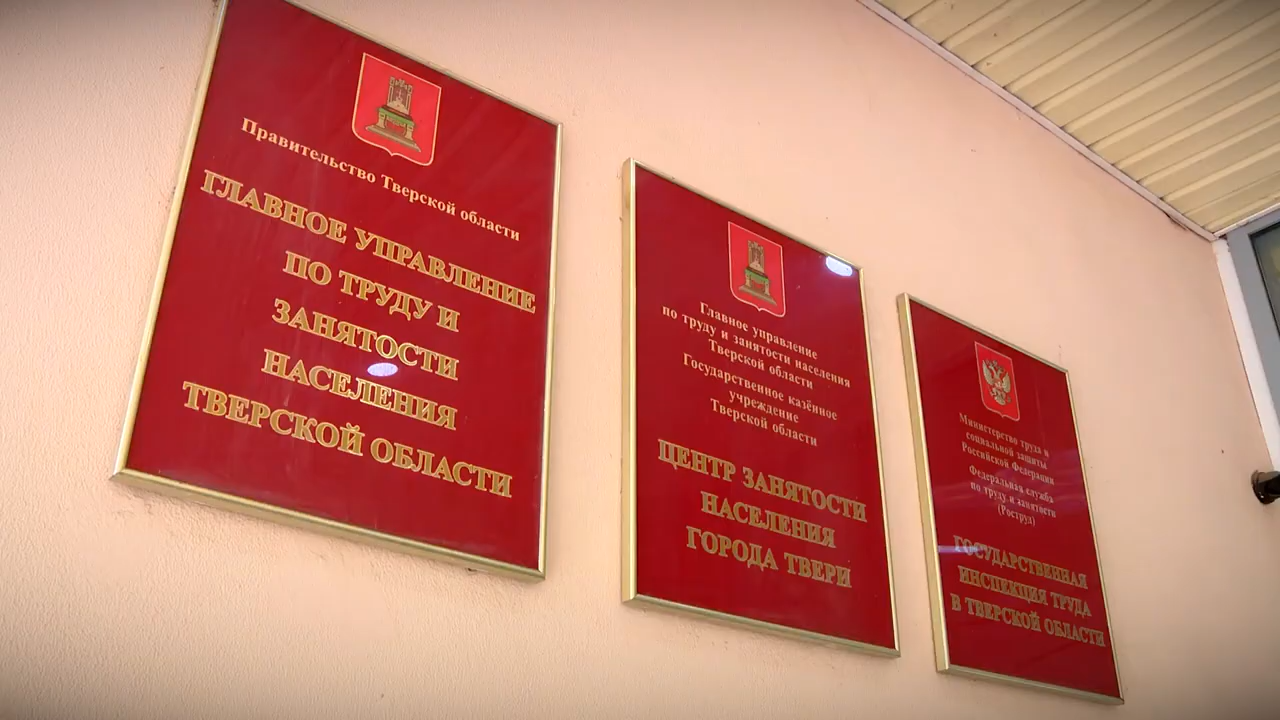 Правительство Тверской области
ГЛАВНОЕ УПРАВЛЕНИЕ
ПО ТРУДУ И
ЗАНЯТОСТИ
НАСЕЛЕНИЯ
ТВЕРСКОЙ ОБЛАСТИ
Главное управление
по труду и занятости населения
Тверской области
Государственное казённое
учреждение
Тверской области
ЦЕНТР ЗАНЯТОСТИ
НАСЕЛЕНИЯ
ГОРОДА ТВЕРИ
Министерство труда и
социальной защиты
Российской Федерации
Федеральная служба
по труду и занятости
(Роструд)
ГОСУДАРСТВЕННАЯ
ИНСПЕКЦИЯ ТРУДА
В ТВЕРСКОЙ ОБЛАСТИ